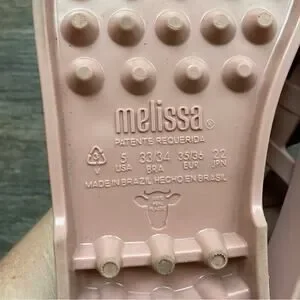 melissa®
PATENTE REQUERIDA
5 33/34 35/36 22
USA BRA EUR JPN
MADE IN BRAZIL/HECHO EN BRASIL